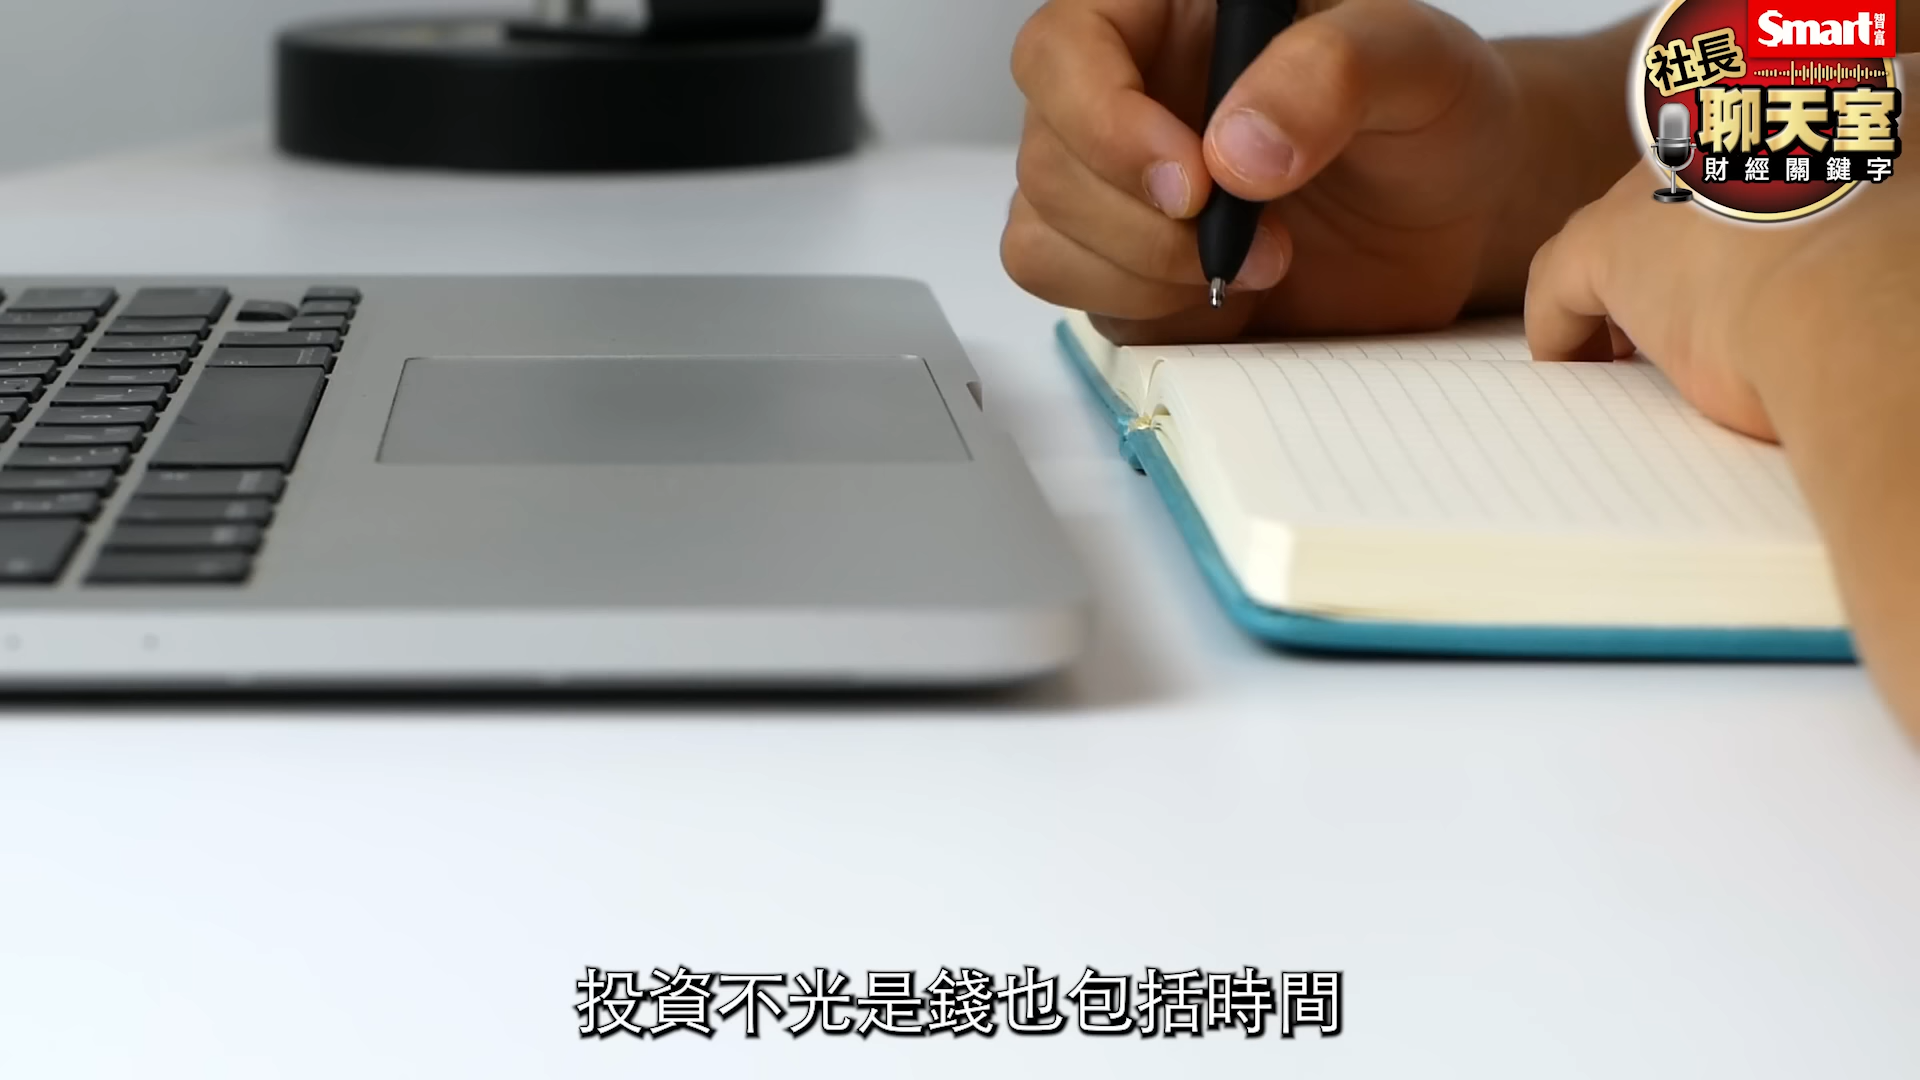 Smart智富
社長
聊天室
財經關鍵字
投資不光是錢也包括時間